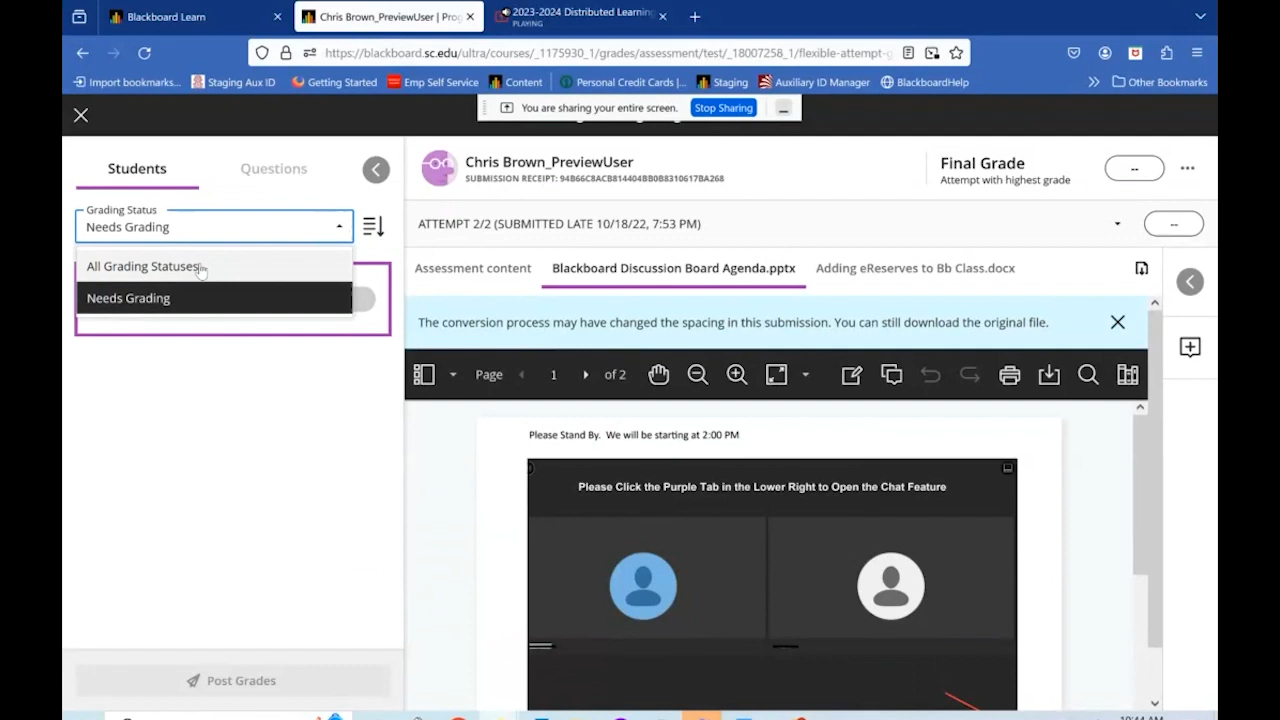 Blackboard Learn
Chris Brown_PreviewUser | Prog
2023-2024 Distributed Learning
PLAYING
https://blackboard.sc.edu/ultra/courses/_1175930_1/grades/assessment/test/_18007258_1/flexible-attempt-g
Import bookmarks...
Staging Aux ID
Getting Started
Emp Self Service
Content
Personal Credit Cards |...
Staging
Auxiliary ID Manager
BlackboardHelp
Other Bookmarks
You are sharing your entire screen.
Stop Sharing
Students
Questions
Grading Status
Needs Grading
All Grading Statuses
Needs Grading
Post Grades
Chris Brown_PreviewUser
SUBMISSION RECEIPT: 94B66C8ACB814404BB0B8310617BA268
Final Grade
Attempt with highest grade
--
ATTEMPT 2/2 (SUBMITTED LATE 10/18/22, 7:53 PM)
--
Assessment content
Blackboard Discussion Board Agenda.pptx
Adding eReserves to Bb Class.docx
The conversion process may have changed the spacing in this submission. You can still download the original file.
Page
1
of 2
Please Stand By. We will be starting at 2:00 PM
Please Click the Purple Tab in the Lower Right to Open the Chat Feature
10:44 AM